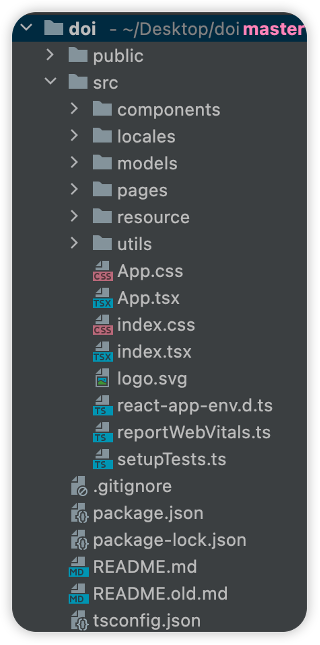 doi - ~/Desktop/doi master
public
src
components
locales
models
pages
resource
utils
CSS App.css
TSX App.tsx
CSS index.css
TSX index.tsx
logo.svg
TS react-app-env.d.ts
TS reportWebVitals.ts
TS setupTests.ts
.gitignore
package.json
package-lock.json
MD README.md
MD README.old.md
tsconfig.json